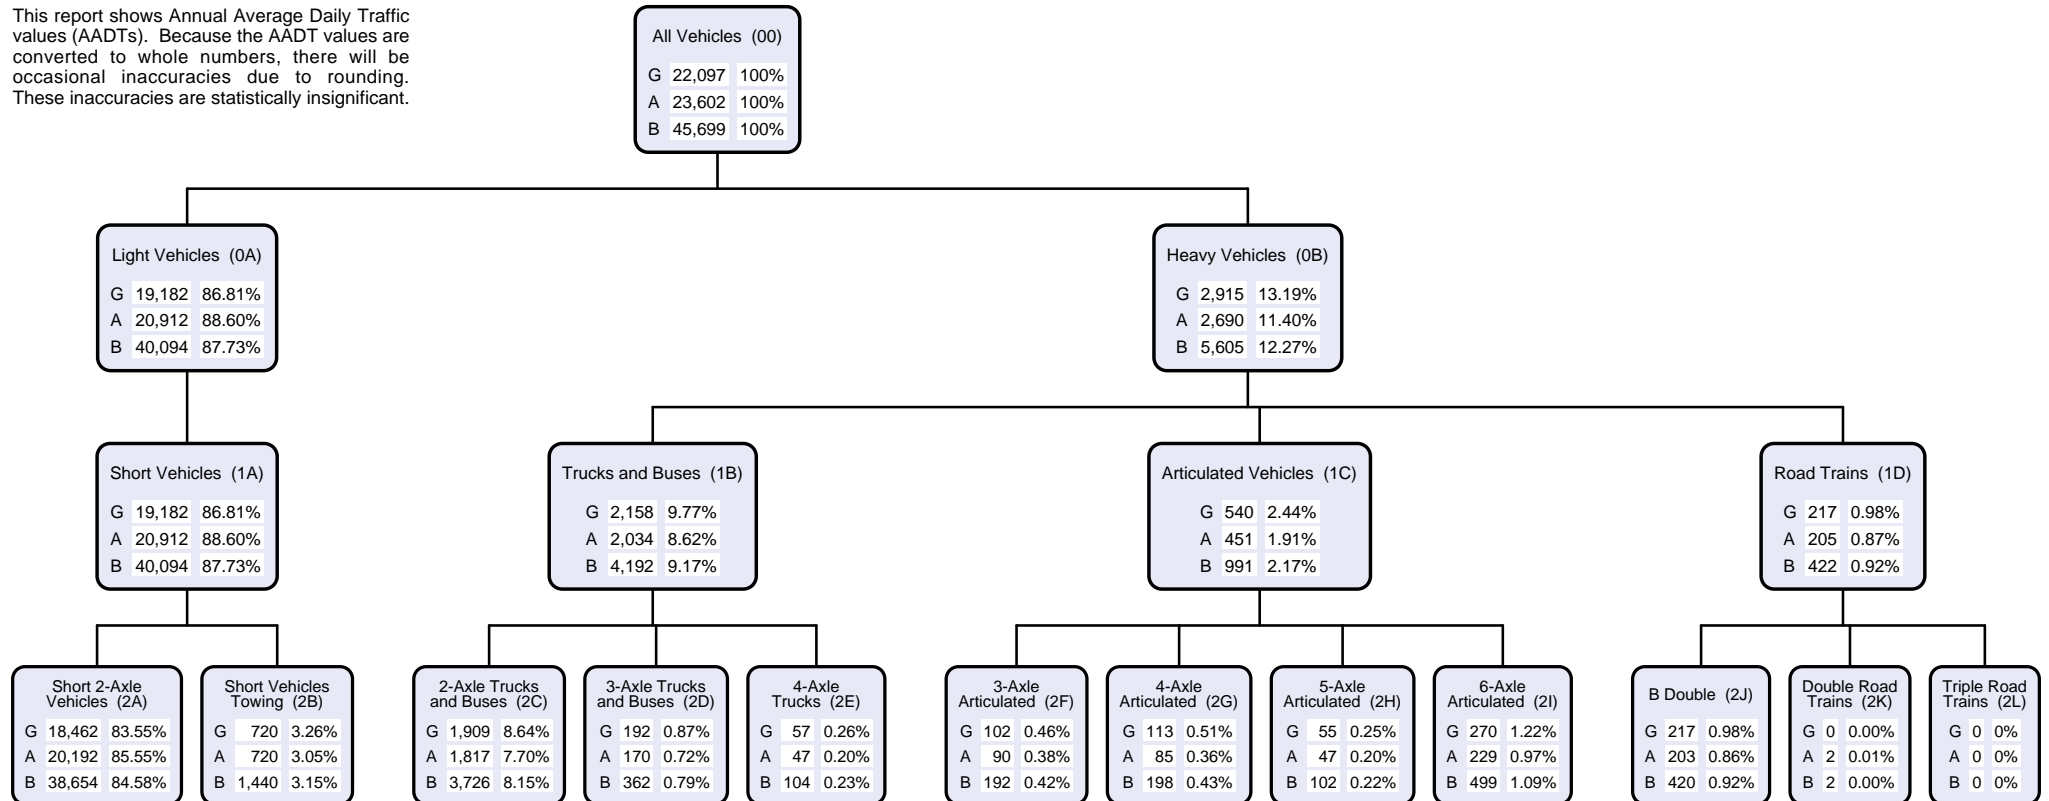 This report shows Annual Average Daily Traffic
values (AADTs). Because the AADT values are
converted to whole numbers, there will be
occasional inaccuracies due to rounding.
These inaccuracies are statistically insignificant.
All Vehicles (00)
G 22,097 100%
A 23,602 100%
B 45,699 100%
Light Vehicles (0A)
G 19,182 86.81%
A 20,912 88.60%
B 40,094 87.73%
Heavy Vehicles (0B)
G 2,915 13.19%
A 2,690 11.40%
B 5,605 12.27%
Short Vehicles (1A)
G 19,182 86.81%
A 20,912 88.60%
B 40,094 87.73%
Trucks and Buses (1B)
G 2,158 9.77%
A 2,034 8.62%
B 4,192 9.17%
Articulated Vehicles (1C)
G 540 2.44%
A 451 1.91%
B 991 2.17%
Road Trains (1D)
G 217 0.98%
A 205 0.87%
B 422 0.92%
Short 2-Axle
Vehicles (2A)
G 18,462 83.55%
A 20,192 85.55%
B 38,654 84.58%
Short Vehicles
Towing (2B)
G 720 3.26%
A 720 3.05%
B 1,440 3.15%
2-Axle Trucks
and Buses (2C)
G 1,909 8.64%
A 1,817 7.70%
B 3,726 8.15%
3-Axle Trucks
and Buses (2D)
G 192 0.87%
A 170 0.72%
B 362 0.79%
4-Axle
Trucks (2E)
G 57 0.26%
A 47 0.20%
B 104 0.23%
3-Axle
Articulated (2F)
G 102 0.46%
A 90 0.38%
B 192 0.42%
4-Axle
Articulated (2G)
G 113 0.51%
A 85 0.36%
B 198 0.43%
5-Axle
Articulated (2H)
G 55 0.25%
A 47 0.20%
B 102 0.22%
6-Axle
Articulated (2I)
G 270 1.22%
A 229 0.97%
B 499 1.09%
B Double (2J)
G 217 0.98%
A 203 0.86%
B 420 0.92%
Double Road
Trains (2K)
G 0 0.00%
A 2 0.01%
B 2 0.00%
Triple Road
Trains (2L)
G 0 0%
A 0 0%
B 0 0%